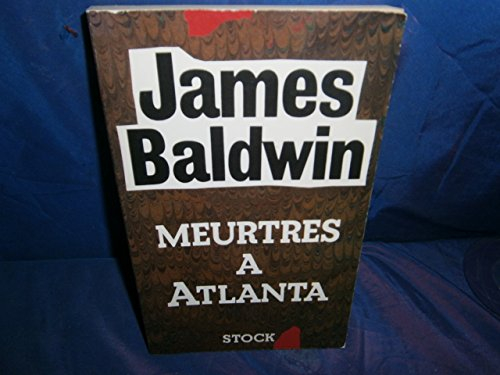 James
Baldwin
MEURTRES
A
ATLANTA
STOCK